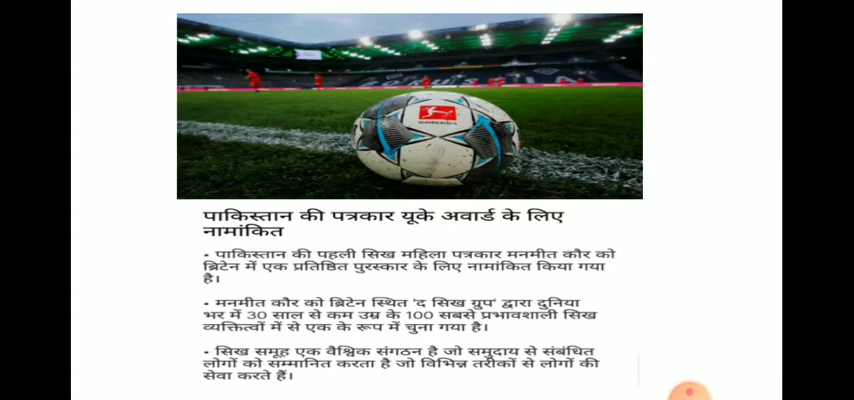 BUNDESLIGA
पाकिस्तान की पत्रकार यूके अवार्ड के लिए
नामांकित
- पाकिस्तान की पहली सिख महिला पत्रकार मनमीत कौर को
ब्रिटेन में एक प्रतिष्ठित पुरस्कार के लिए नामांकित किया गया
है।
- मनमीत कौर को ब्रिटेन स्थित 'द सिख ग्रुप' द्वारा दुनिया
भर में 30 साल से कम उम्र के 100 सबसे प्रभावशाली सिख
व्यक्तित्वों में से एक के रूप में चुना गया है।
- सिख समूह एक वैश्विक संगठन है जो समुदाय से संबंधित
लोगों को सम्मानित करता है जो विभिन्न तरीकों से लोगों की
सेवा करते हैं।